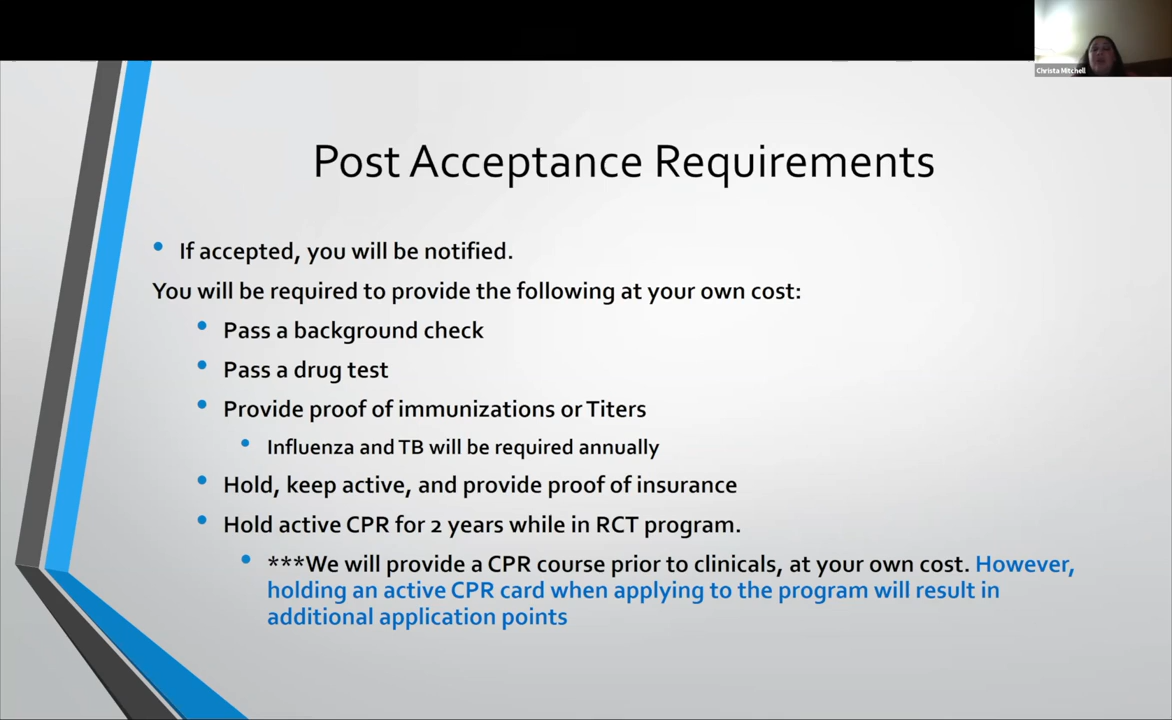 Christa Mitchell
Post Acceptance Requirements
• If accepted, you will be notified.
You will be required to provide the following at your own cost:
• Pass a background check
• Pass a drug test
• Provide proof of immunizations or Titers
• Influenza and TB will be required annually
• Hold, keep active, and provide proof of insurance
• Hold active CPR for 2 years while in RCT program.
• ***We will provide a CPR course prior to clinicals, at your own cost. However,
holding an active CPR card when applying to the program will result in
additional application points